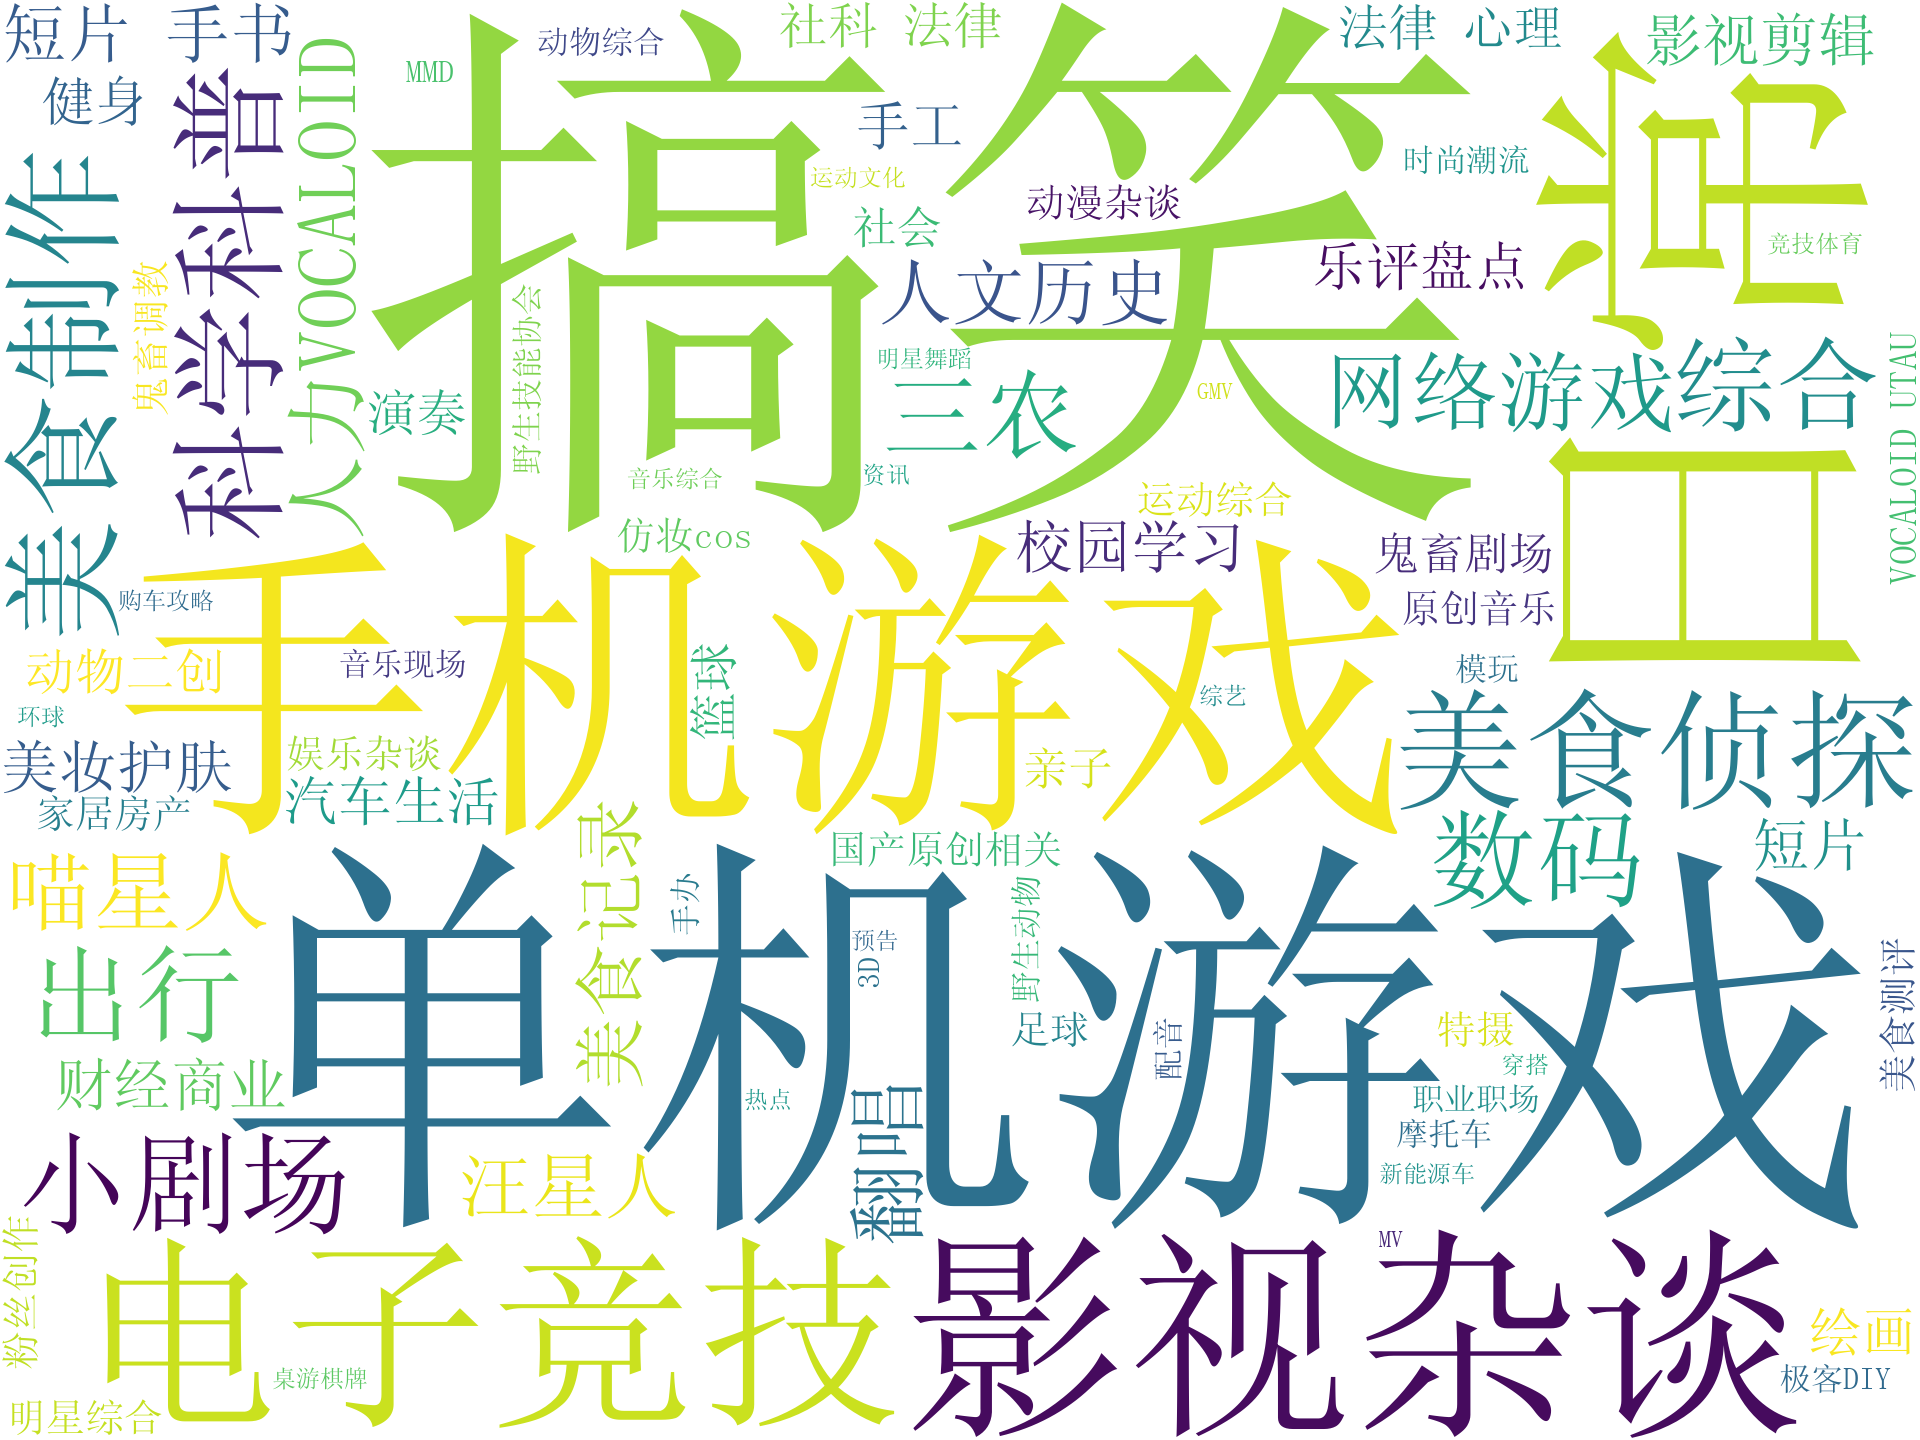 短片 手书
动物综合
社科 法律
法律 心理
影视剪辑
搞笑
日常
MMD
健身
手工
科学科普
人力VOCALOID
美食制作
鬼畜调教
运动文化
动漫杂谈
时尚潮流
社会
乐评盘点
竞技体育
人文历史
野生技能协会
明星舞蹈
演奏
三农
GMV
网络游戏
综合
VOCALOID UTAU
音乐综合
资讯
运动综合
仿妆cos
校园学习
鬼畜剧场
原创音乐
购车攻略
手机游戏
动物二创
音乐现场
篮球
综艺
模玩
环球
美食侦探
美妆护肤
娱乐杂谈
亲子
家居房产
汽车生活
美食记录
国产原创相关
数码
短片
喵星人
单机游戏
手办
预告
3D
野生动物
出行
足球
配音
特摄
美食测评
穿搭
财经商业
热点
职业职场
摩托车
翻唱
新能源车
小剧场
汪星人
粉丝创作
电子竞技
影视杂谈
MV
绘画
桌游棋牌
极客DIY
明星综合